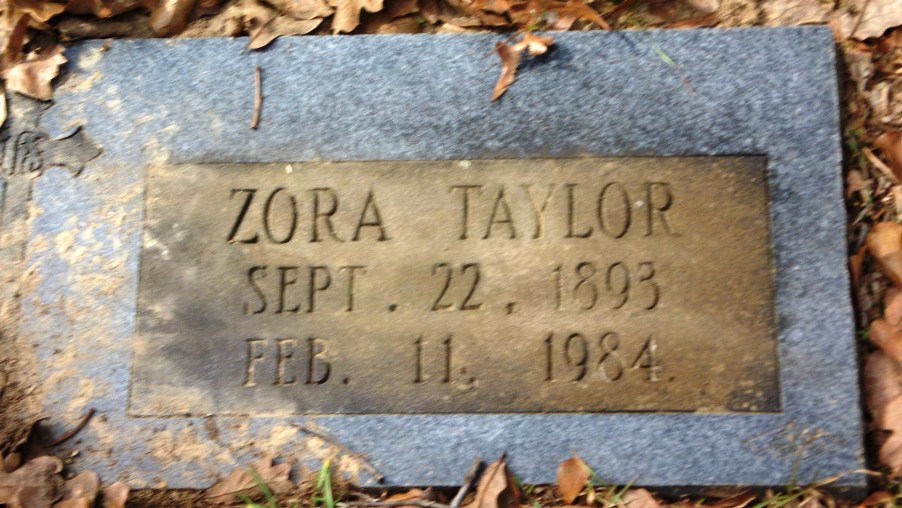 ZORA TAYLOR
SEPT. 22, 1893
FEB. 11, 1984